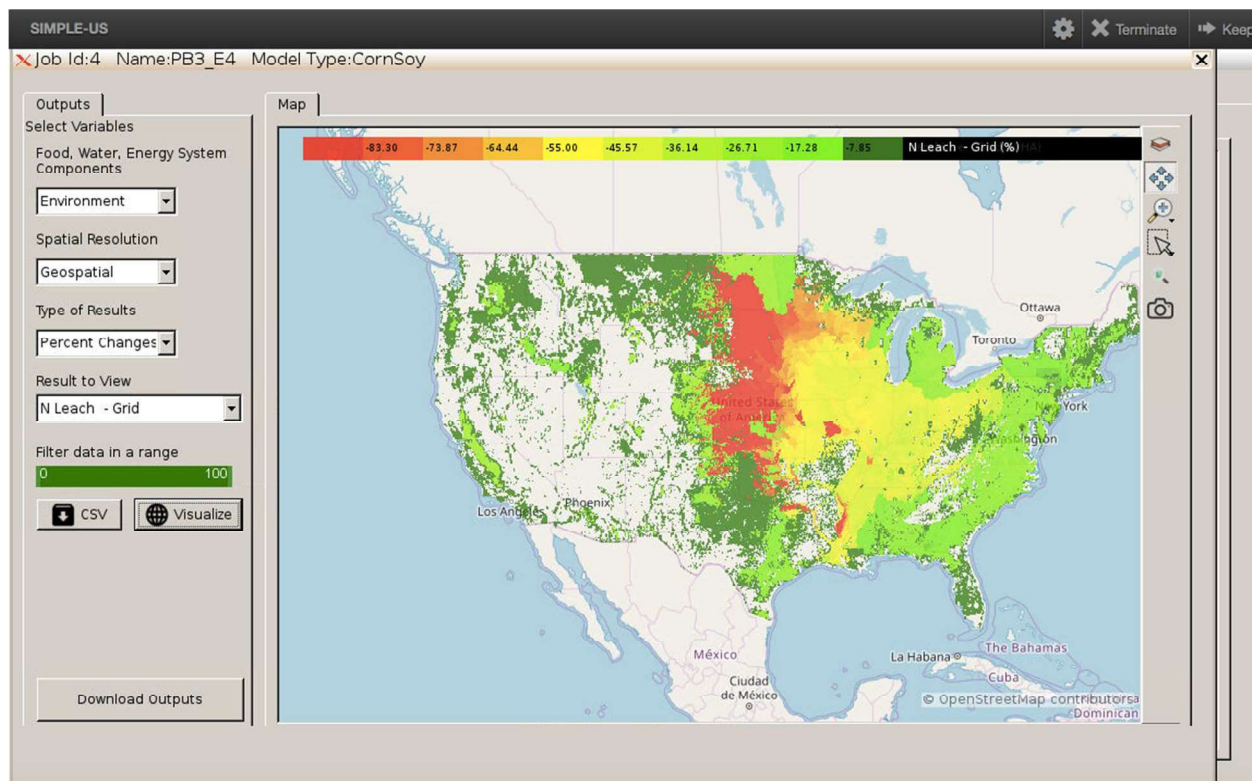 SIMPLE-US
Terminate
Keep
Job Id:4 Name:PB3_E4 Model Type:CornSoy
Outputs
Select Variables
Food, Water, Energy System
Components
Environment
Spatial Resolution
Geospatial
Type of Results
Percent Changes
Result to View
N Leach - Grid
Filter data in a range
0 100
CSV
Visualize
Download Outputs
Map
-83.30 -73.87 -64.44 -55.00 -45.57 -36.14 -26.71 -17.28 -7.85 N Leach - Grid (%)
Ottawa
Toronto
United States
of America
York
Washington
Los Angeles
Phoenix
México
Ciudad
de México
La Habana
The Bahamas
Cuba
© OpenStreetMap contributors
Dominican